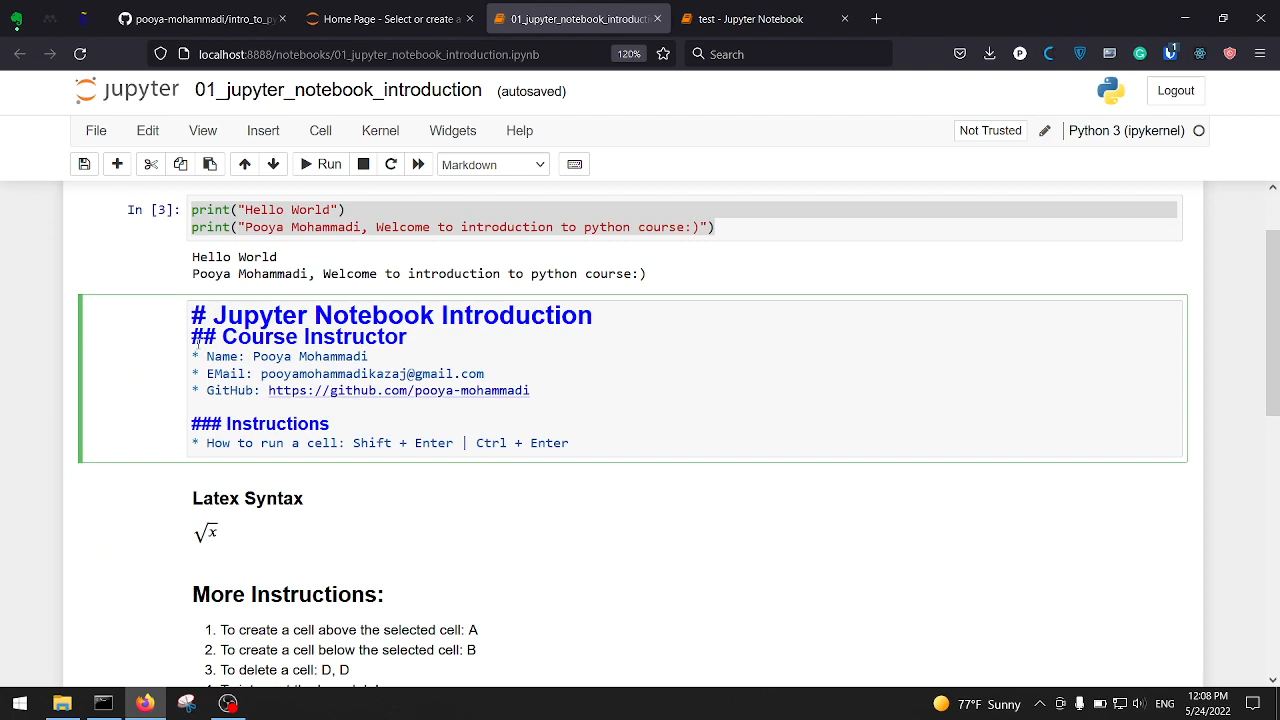 pooya-mohammadi/intro_to_py
Home Page - Select or create a
01_jupyter_notebook_introducti
test - Jupyter Notebook
localhost:8888/notebooks/01_jupyter_notebook_introduction.ipynb
120%
Search
jupyter
01_jupyter_notebook_introduction
(autosaved)
Logout
File
Edit
View
Insert
Cell
Kernel
Widgets
Help
Not Trusted
Python 3 (ipykernel)
Run
Markdown
In [3]:
print("Hello World")
print("Pooya Mohammadi, Welcome to introduction to python course:)")
Hello World
Pooya Mohammadi, Welcome to introduction to python course:)
# Jupyter Notebook Introduction
## Course Instructor
* Name: Pooya Mohammadi
* EMail: pooyamohammadikazaj@gmail.com
* GitHub: https://github.com/pooya-mohammadi
### Instructions
* How to run a cell: Shift + Enter | Ctrl + Enter
Latex Syntax
√x
More Instructions:
1. To create a cell above the selected cell: A
2. To create a cell below the selected cell: B
3. To delete a cell: D, D
77°F Sunny
ENG
12:08 PM
5/24/2022